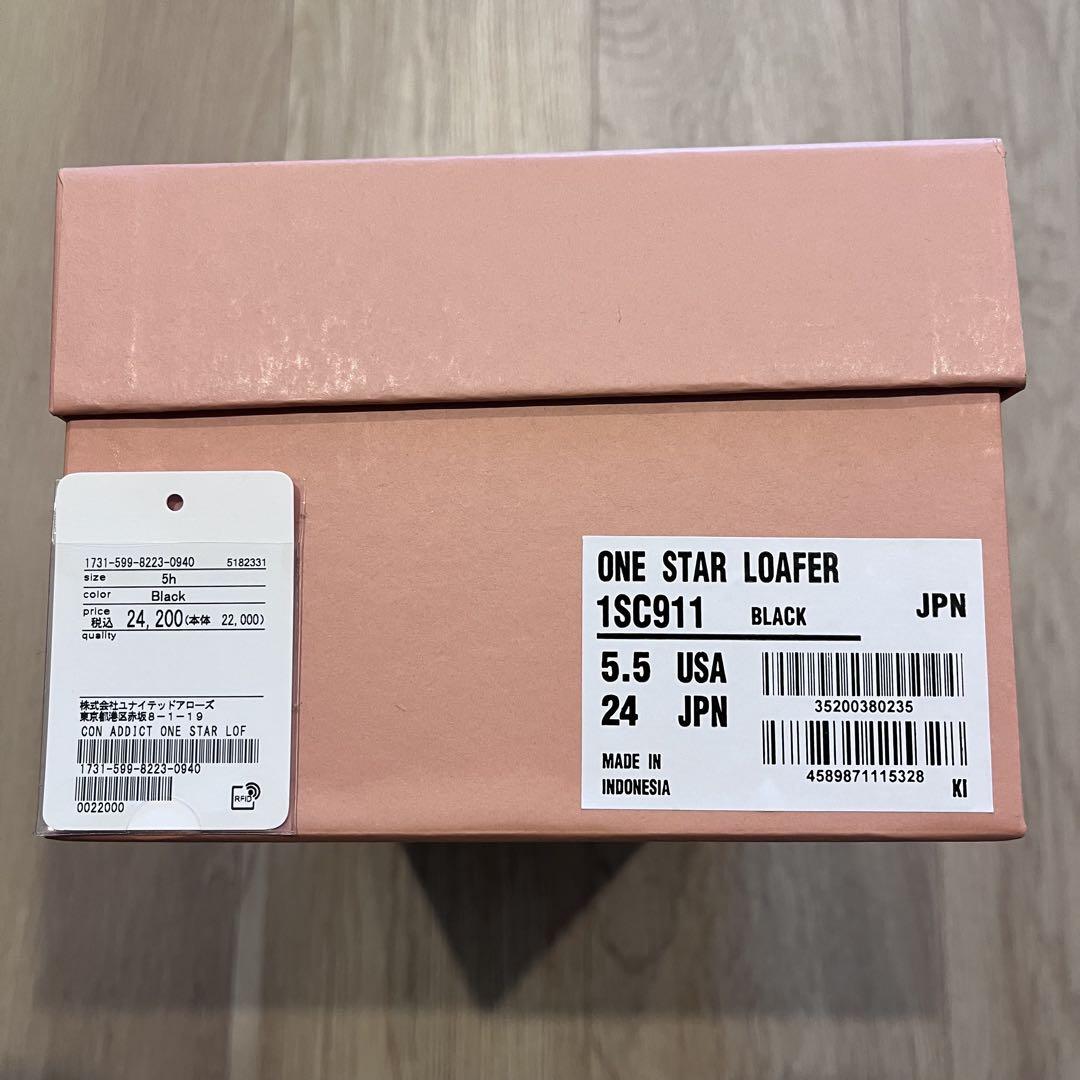 1731-599-8223-0940 5182331
size 5h
color Black
price 税込 24,200(本体 22,000)
quality
株式会社ユナイテッドアローズ
東京都港区赤坂8-1-19
CON ADDICT ONE STAR LOF
1731-599-8223-0940
0022000
RFID
ONE STAR LOAFER
1SC911 BLACK JPN
5.5 USA
24 JPN
35200380235
MADE IN
INDONESIA
4589871115328 KI